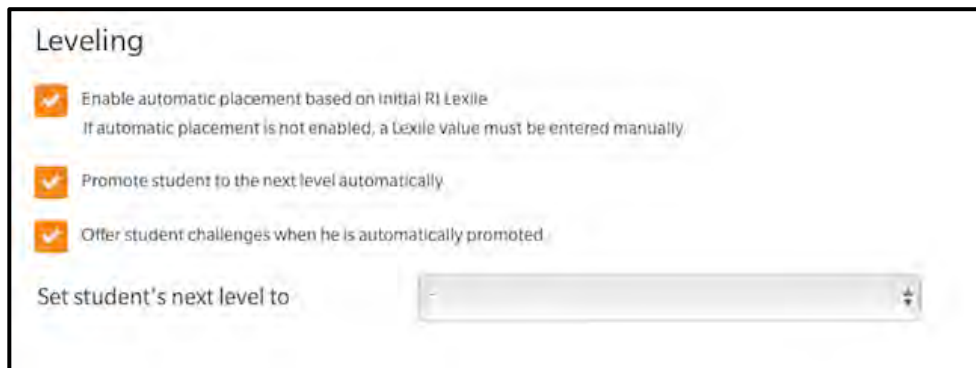 Leveling
Enable automatic placement based on initial RI Lexile
If automatic placement is not enabled, a Lexile value must be entered manually
Promote student to the next level automatically
Offer student challenges when he is automatically promoted
Set student's next level to -